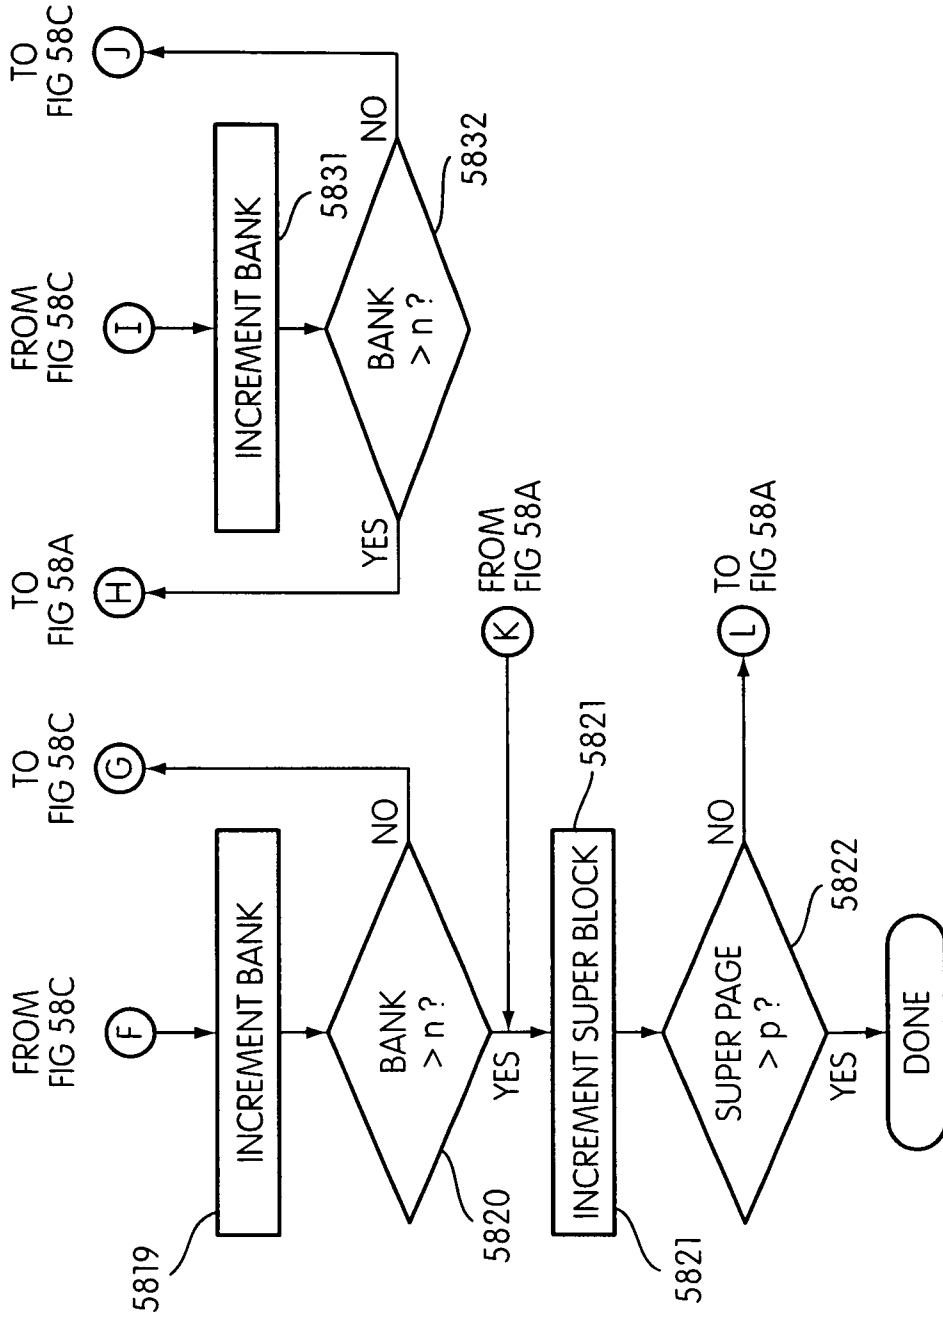 FROM
FIG 58C
F
TO
FIG 58C
G
TO
FIG 58A
H
FROM
FIG 58C
I
TO
FIG 58C
J
5819
INCREMENT BANK
BANK
> n ?
NO
YES
5820
INCREMENT BANK
5831
BANK
> n ?
YES
NO
5832
K
FROM
FIG 58A
5821
INCREMENT SUPER BLOCK
5821
SUPER PAGE
> p ?
NO
YES
5822
L
TO
FIG 58A
DONE